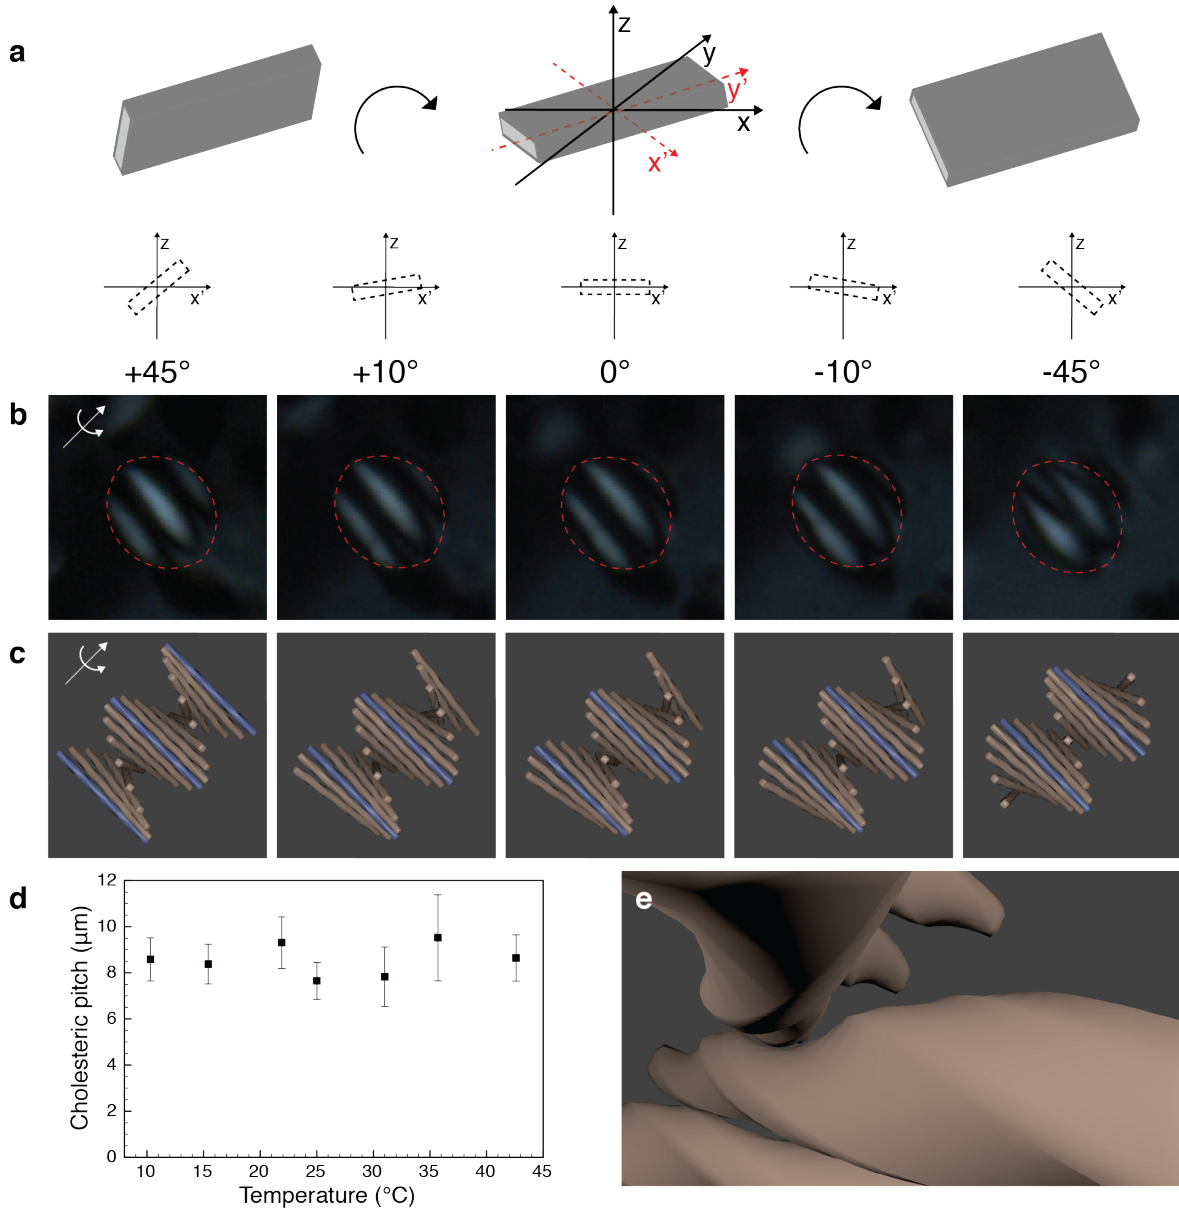 a
z
y
y’
x
x’
z
x’
z
x’
z
x’
z
x’
z
x’
+45°
+10°
0°
-10°
-45°
b
c
d
e
12
10
8
6
4
2
0
Cholesteric pitch (µm)
10 15 20 25 30 35 40 45
Temperature (°C)